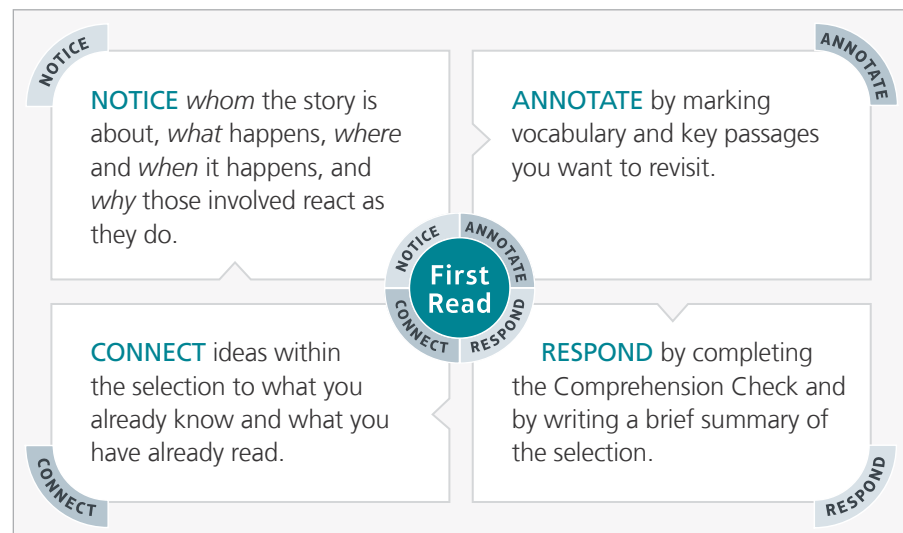 NOTICE
NOTICE whom the story is
about, what happens, where
and when it happens, and
why those involved react as
they do.
ANNOTATE
ANNOTATE by marking
vocabulary and key passages
you want to revisit.
NOTICE
ANNOTATE
First
Read
CONNECT
RESPOND
CONNECT ideas within
the selection to what you
already know and what you
have already read.
CONNECT
RESPOND by completing
the Comprehension Check and
by writing a brief summary of
the selection.
RESPOND